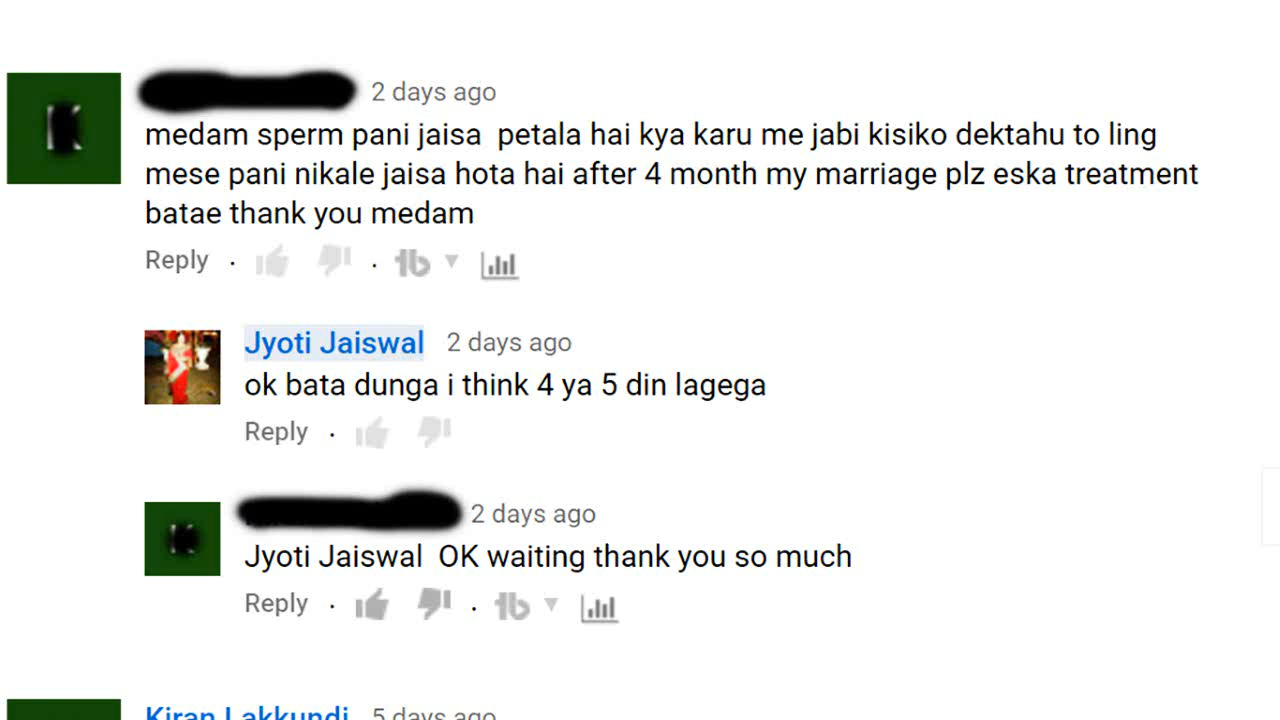 2 days ago
medam sperm pani jaisa petala hai kya karu me jabi kisiko dektahu to ling
mese pani nikale jaisa hota hai after 4 month my marriage plz eska treatment
batae thank you medam
Reply
Jyoti Jaiswal 2 days ago
ok bata dunga i think 4 ya 5 din lagega
Reply
2 days ago
Jyoti Jaiswal OK waiting thank you so much
Reply
Kiran Lakkundi 5 days ago